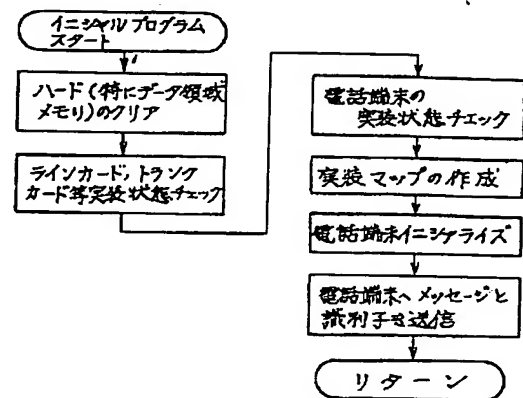 イニシャルプログラム
スタート
ハード(特にデータ領域
メモリ)のクリア
ラインカード,トランク
カード等実装状態チェック
電話端末の
実装状態チェック
実装マップの作成
電話端末イニシアライズ
電話端末へメッセージと
識別子を送信
リターン